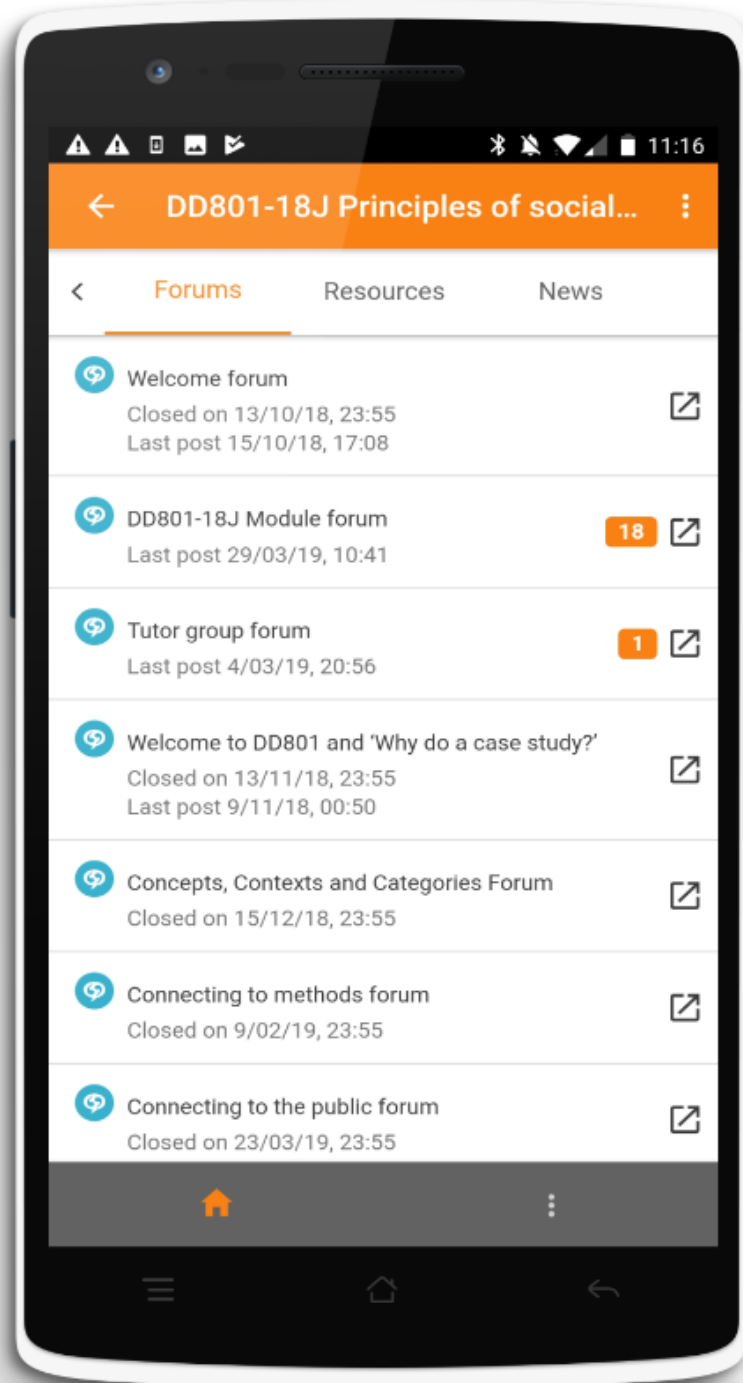 11:16
DD801-18J Principles of social...
Forums Resources News
Welcome forum
Closed on 13/10/18, 23:55
Last post 15/10/18, 17:08
DD801-18J Module forum
18
Last post 29/03/19, 10:41
Tutor group forum
1
Last post 4/03/19, 20:56
Welcome to DD801 and ‘Why do a case study?’
Closed on 13/11/18, 23:55
Last post 9/11/18, 00:50
Concepts, Contexts and Categories Forum
Closed on 15/12/18, 23:55
Connecting to methods forum
Closed on 9/02/19, 23:55
Connecting to the public forum
Closed on 23/03/19, 23:55